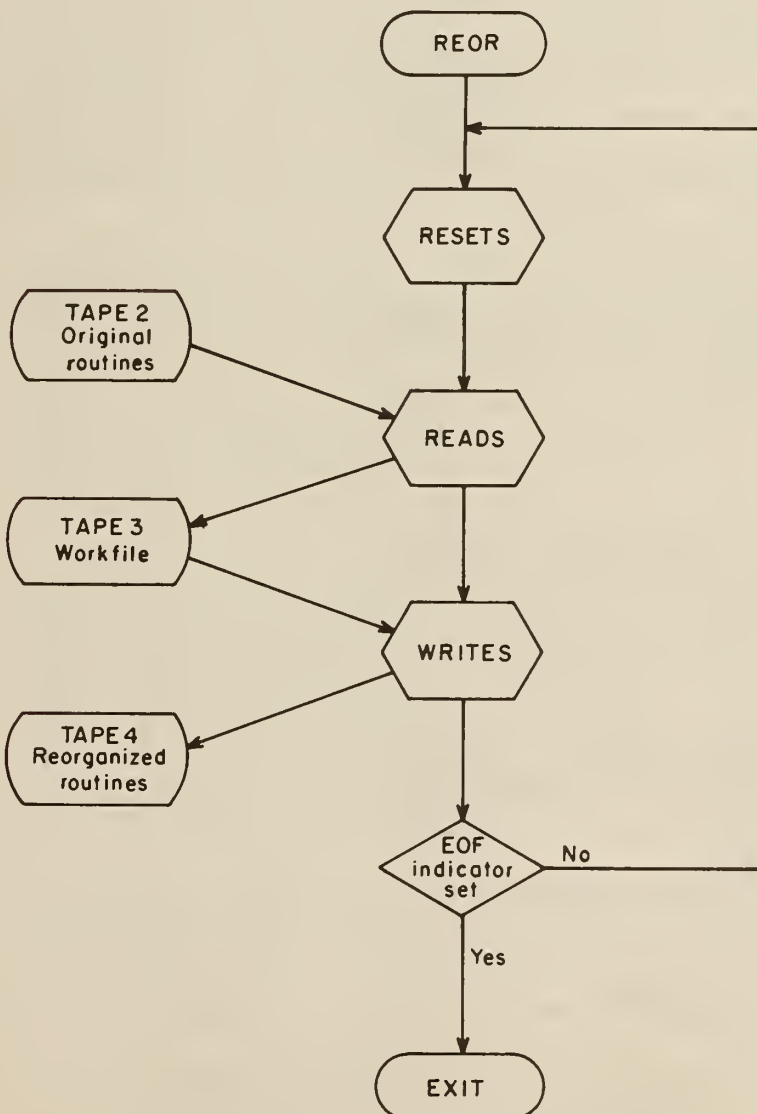 REOR
RESETS
TAPE 2
Original
routines
READS
TAPE 3
Workfile
WRITES
TAPE 4
Reorganized
routines
EOF
indicator
set
No
Yes
EXIT